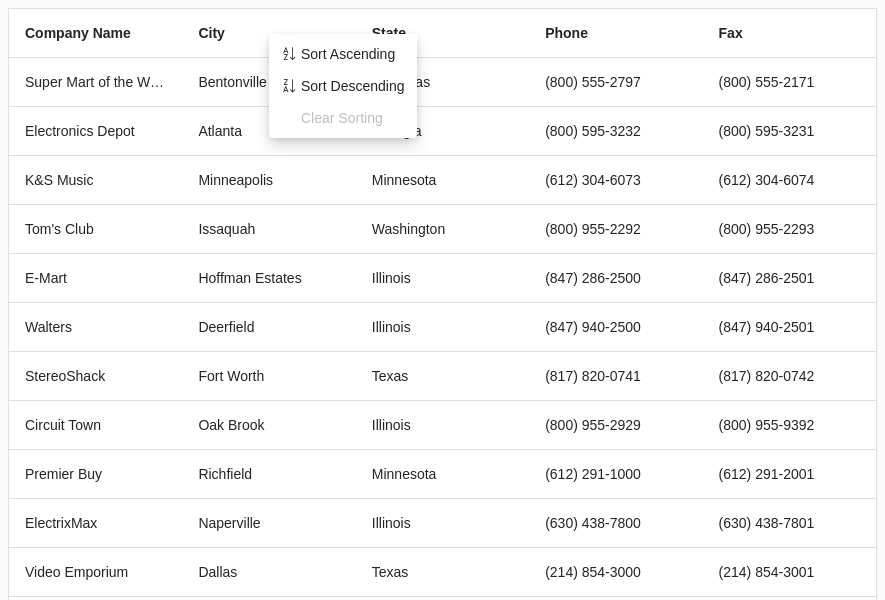 Company Name City State Phone Fax
Sort Ascending
Super Mart of the W… Bentonville as (800) 555-2797 (800) 555-2171
Sort Descending
Clear Sorting
Electronics Depot Atlanta (800) 595-3232 (800) 595-3231
K&S Music Minneapolis Minnesota (612) 304-6073 (612) 304-6074
Tom's Club Issaquah Washington (800) 955-2292 (800) 955-2293
E-Mart Hoffman Estates Illinois (847) 286-2500 (847) 286-2501
Walters Deerfield Illinois (847) 940-2500 (847) 940-2501
StereoShack Fort Worth Texas (817) 820-0741 (817) 820-0742
Circuit Town Oak Brook Illinois (800) 955-2929 (800) 955-9392
Premier Buy Richfield Minnesota (612) 291-1000 (612) 291-2001
ElectrixMax Naperville Illinois (630) 438-7800 (630) 438-7801
Video Emporium Dallas Texas (214) 854-3000 (214) 854-3001